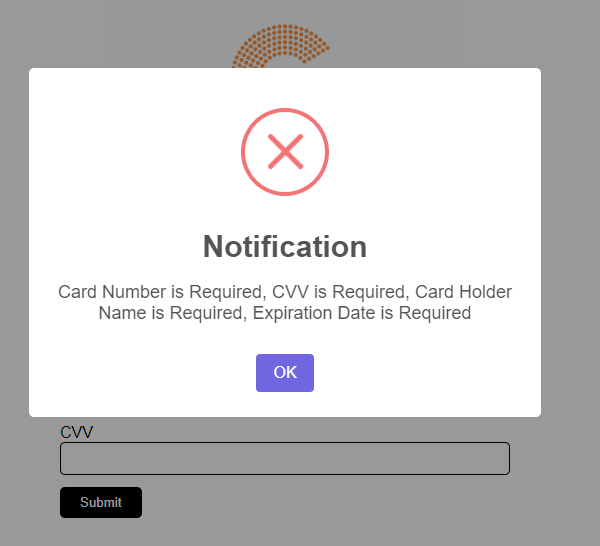 Notification
Card Number is Required, CVV is Required, Card Holder
Name is Required, Expiration Date is Required
OK
CVV
Submit